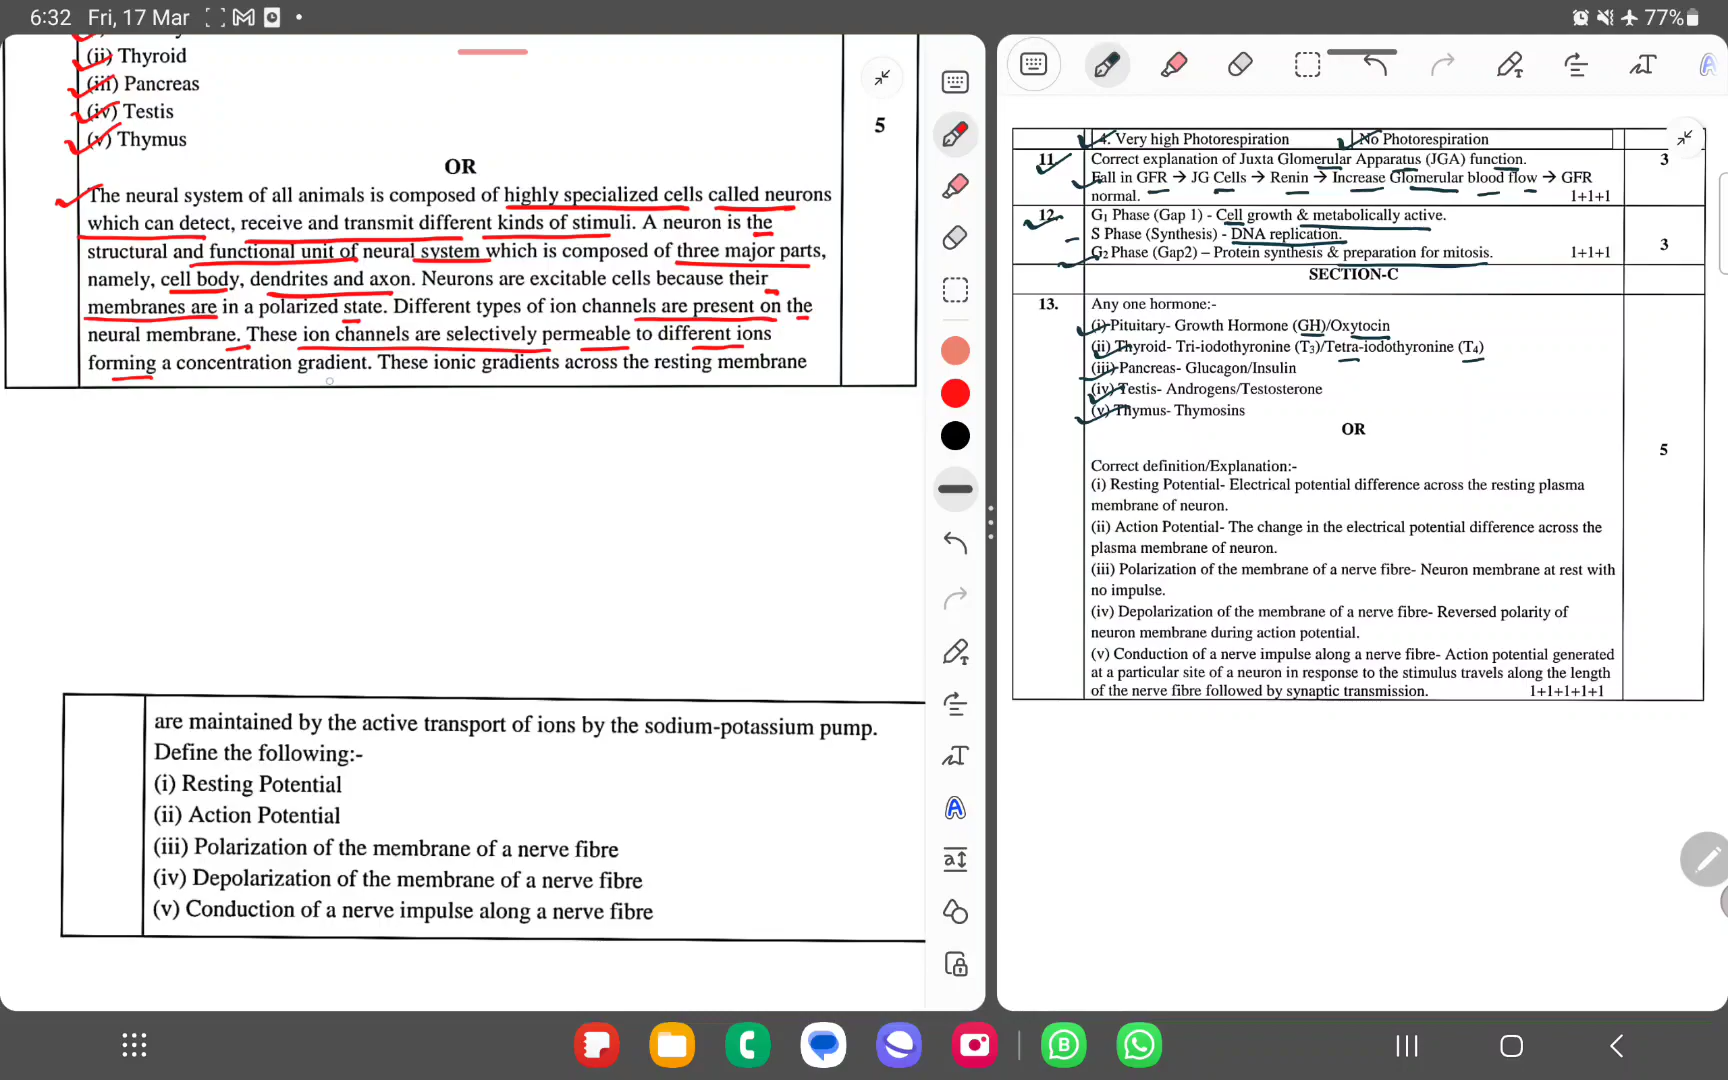 6:32 Fri, 17 Mar
77%
(ii) Thyroid
(iii) Pancreas
(iv) Testis
(v) Thymus
5
OR
The neural system of all animals is composed of highly specialized cells called neurons
which can detect, receive and transmit different kinds of stimuli. A neuron is the
structural and functional unit of neural system which is composed of three major parts,
namely, cell body, dendrites and axon. Neurons are excitable cells because their
membranes are in a polarized state. Different types of ion channels are present on the
neural membrane. These ion channels are selectively permeable to different ions
forming a concentration gradient. These ionic gradients across the resting membrane
are maintained by the active transport of ions by the sodium-potassium pump.
Define the following:-
(i) Resting Potential
(ii) Action Potential
(iii) Polarization of the membrane of a nerve fibre
(iv) Depolarization of the membrane of a nerve fibre
(v) Conduction of a nerve impulse along a nerve fibre
4. Very high Photorespiration No Photorespiration
11. Correct explanation of Juxta Glomerular Apparatus (JGA) function. 3
Fall in GFR → JG Cells → Renin → Increase Glomerular blood flow → GFR
normal. 1+1+1
12. G1 Phase (Gap 1) - Cell growth & metabolically active.
S Phase (Synthesis) - DNA replication. 3
G2 Phase (Gap2) – Protein synthesis & preparation for mitosis. 1+1+1
SECTION-C
13. Any one hormone:-
(i) Pituitary- Growth Hormone (GH)/Oxytocin
(ii) Thyroid- Tri-iodothyronine (T3)/Tetra-iodothyronine (T4)
(iii) Pancreas- Glucagon/Insulin
(iv) Testis- Androgens/Testosterone
(v) Thymus- Thymosins
OR
5
Correct definition/Explanation:-
(i) Resting Potential- Electrical potential difference across the resting plasma
membrane of neuron.
(ii) Action Potential- The change in the electrical potential difference across the
plasma membrane of neuron.
(iii) Polarization of the membrane of a nerve fibre- Neuron membrane at rest with
no impulse.
(iv) Depolarization of the membrane of a nerve fibre- Reversed polarity of
neuron membrane during action potential.
(v) Conduction of a nerve impulse along a nerve fibre- Action potential generated
at a particular site of a neuron in response to the stimulus travels along the length
of the nerve fibre followed by synaptic transmission. 1+1+1+1+1